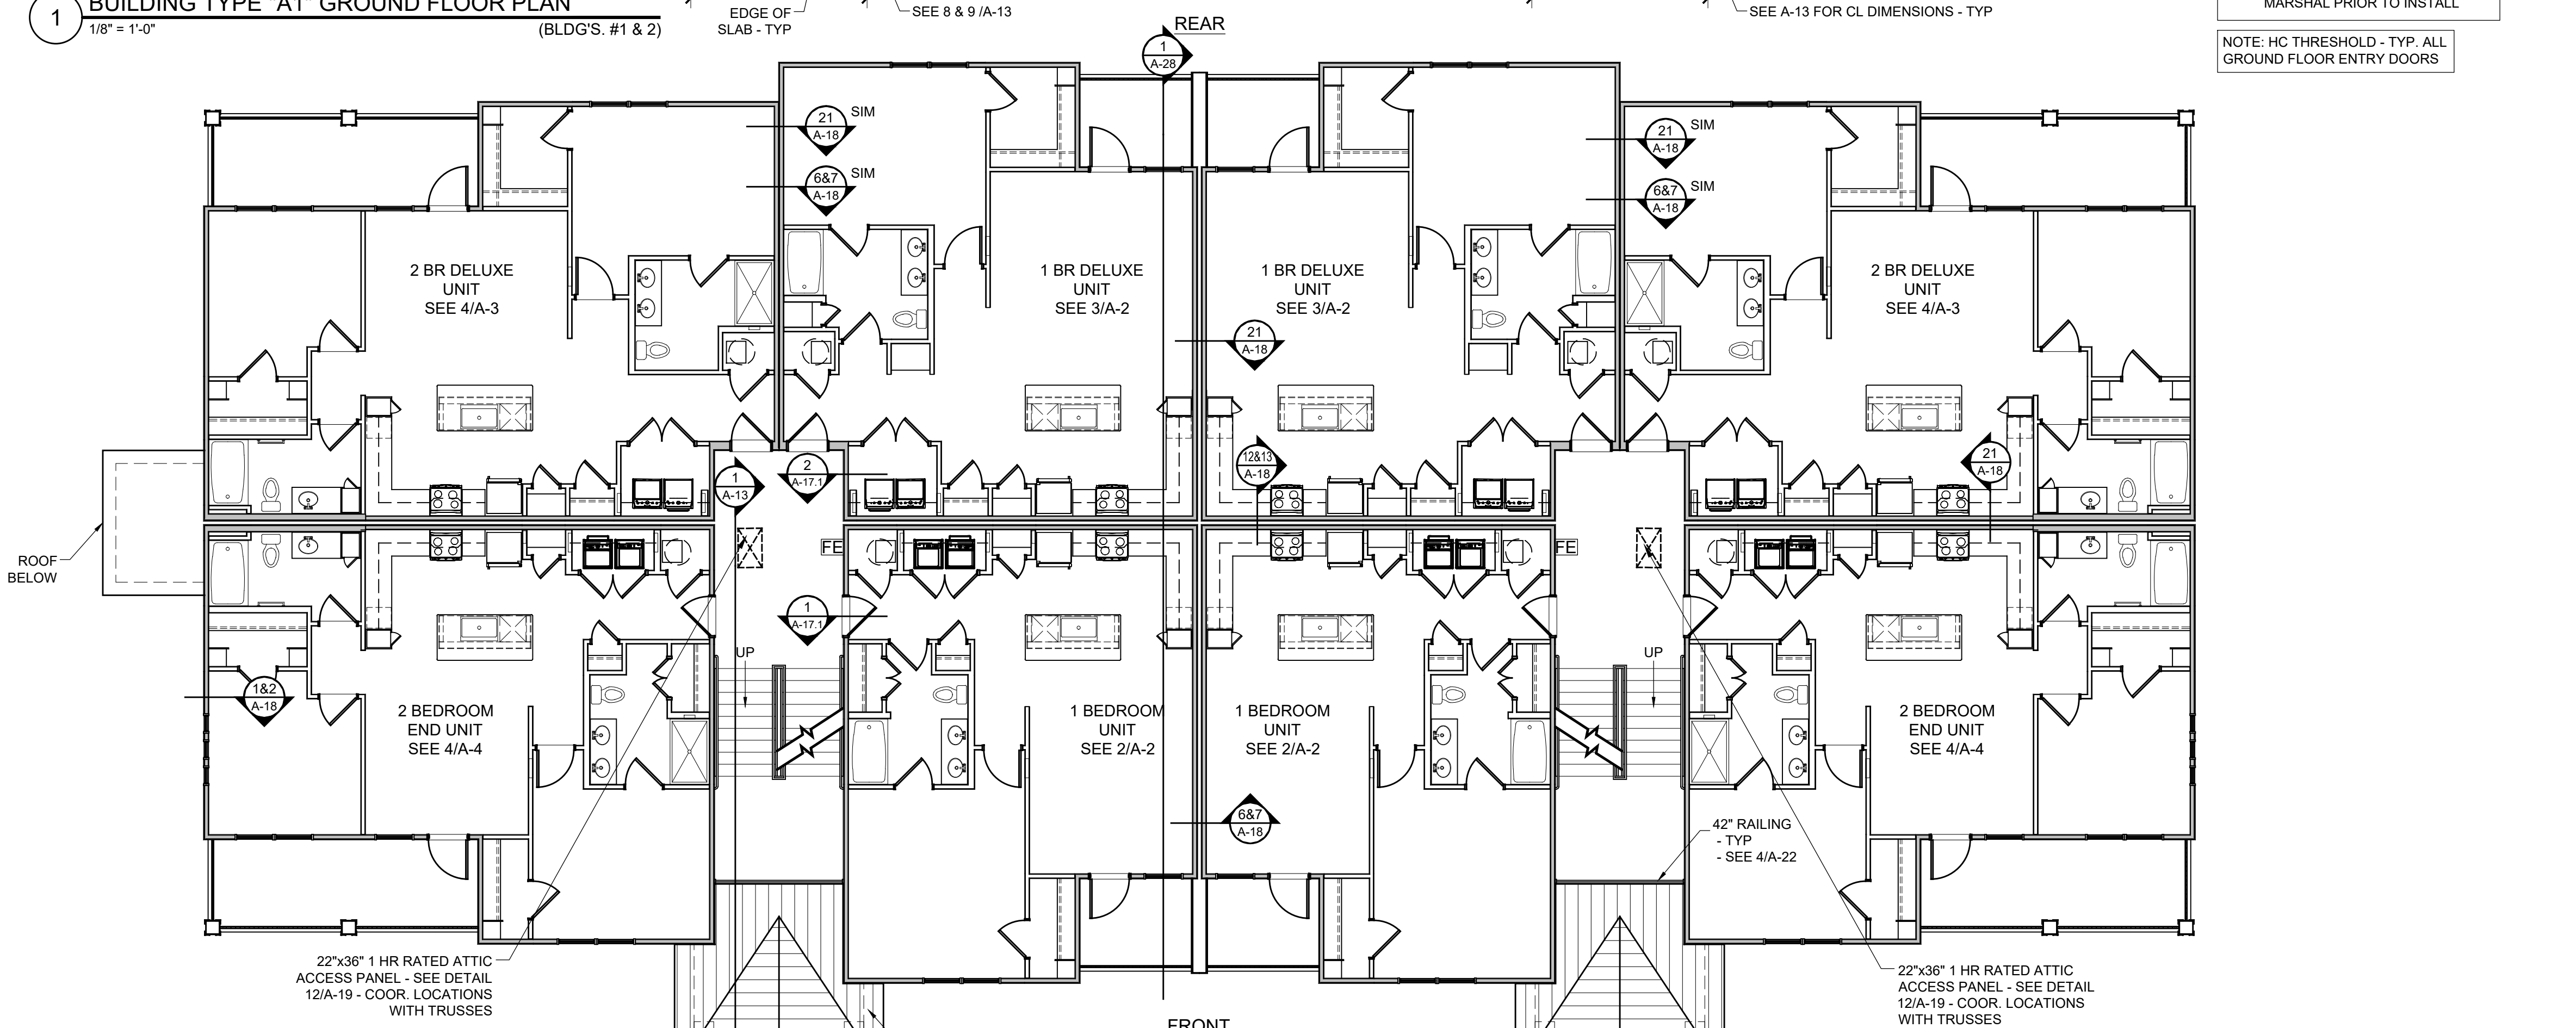 1
BUILDING TYPE "A1" GROUND FLOOR PLAN
1/8" = 1'-0"
(BLDG'S. #1 & 2)
EDGE OF
SLAB - TYP
SEE 8 & 9 /A-13
REAR
SEE A-13 FOR CL DIMENSIONS - TYP
MARSHAL PRIOR TO INSTALL
NOTE: HC THRESHOLD - TYP. ALL
GROUND FLOOR ENTRY DOORS
1
A-28
21
A-18
SIM
6&7
A-18
SIM
21
A-18
SIM
6&7
A-18
SIM
2 BR DELUXE
UNIT
SEE 4/A-3
1 BR DELUXE
UNIT
SEE 3/A-2
1 BR DELUXE
UNIT
SEE 3/A-2
2 BR DELUXE
UNIT
SEE 4/A-3
21
A-18
12&13
A-18
21
A-18
1
A-13
2
A-17.1
ROOF
BELOW
FE
FE
1
A-17.1
UP
UP
1&2
A-18
2 BEDROOM
END UNIT
SEE 4/A-4
1 BEDROOM
UNIT
SEE 2/A-2
1 BEDROOM
UNIT
SEE 2/A-2
2 BEDROOM
END UNIT
SEE 4/A-4
6&7
A-18
42" RAILING
- TYP
- SEE 4/A-22
22"x36" 1 HR RATED ATTIC
ACCESS PANEL - SEE DETAIL
12/A-19 - COOR. LOCATIONS
WITH TRUSSES
22"x36" 1 HR RATED ATTIC
ACCESS PANEL - SEE DETAIL
12/A-19 - COOR. LOCATIONS
WITH TRUSSES
FRONT